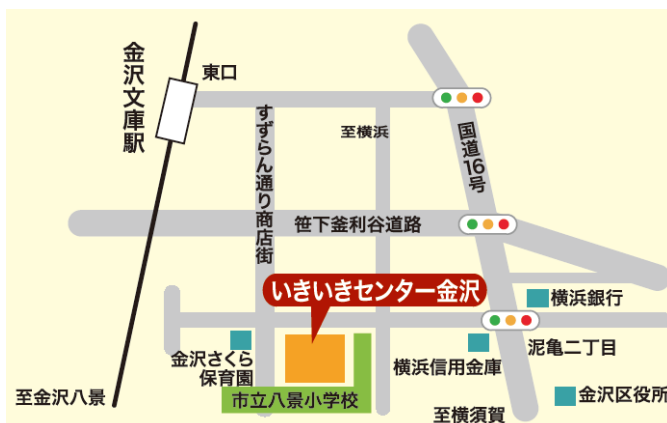 金沢文庫駅
東口
すずらん通り商店街
至横浜
国道16号
笹下釜利谷道路
いきいきセンター金沢
横浜銀行
泥亀二丁目
金沢さくら
保育園
横浜信用金庫
市立八景小学校
至金沢八景
至横須賀
金沢区役所